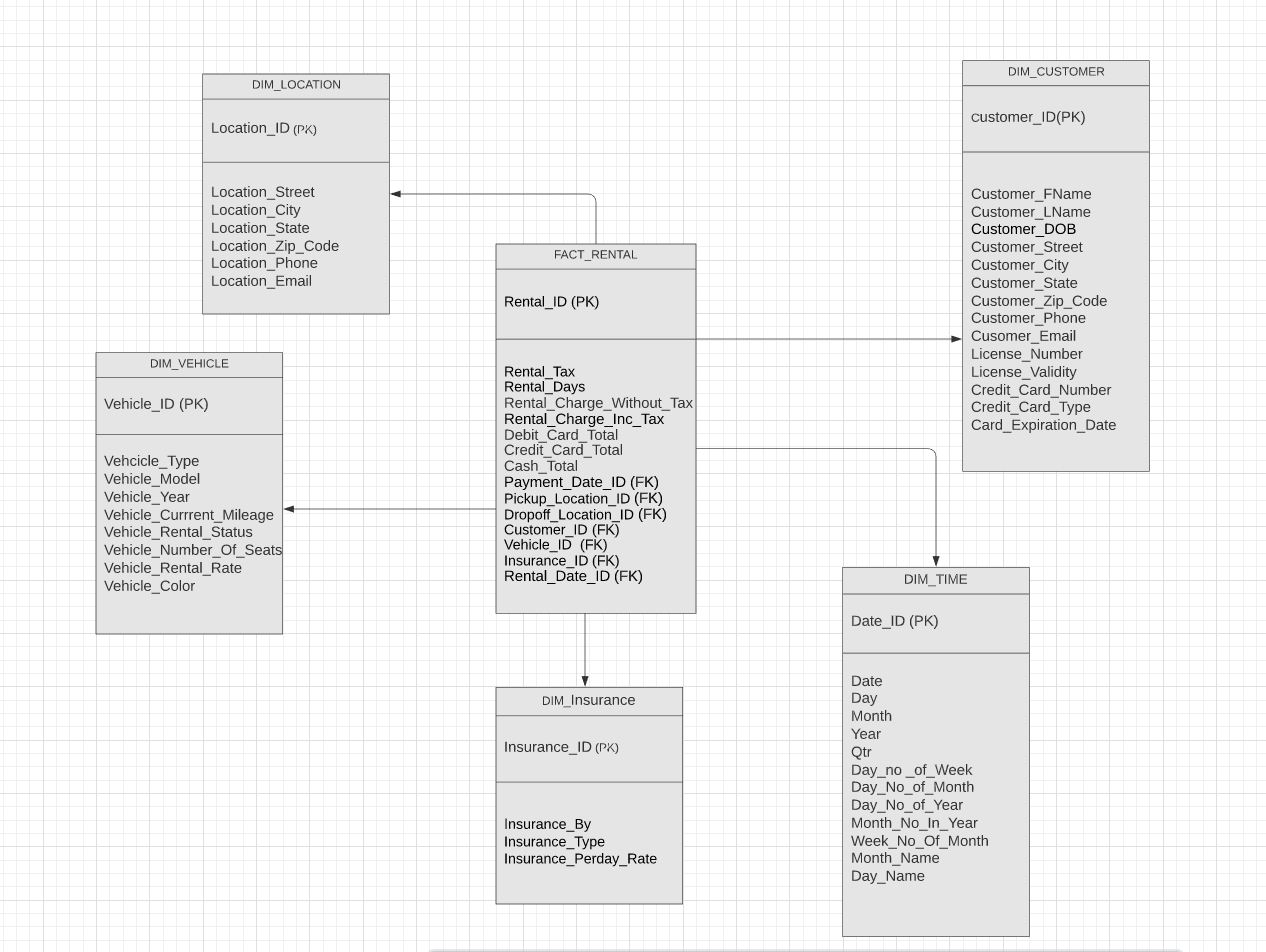 DIM_LOCATION
Location_ID (PK)
Location_Street
Location_City
Location_State
Location_Zip_Code
Location_Phone
Location_Email
DIM_CUSTOMER
Customer_ID(PK)
Customer_FName
Customer_LName
Customer_DOB
Customer_Street
Customer_City
Customer_State
Customer_Zip_Code
Customer_Phone
Cusomer_Email
License_Number
License_Validity
Credit_Card_Number
Credit_Card_Type
Card_Expiration_Date
FACT_RENTAL
Rental_ID (PK)
Rental_Tax
Rental_Days
Rental_Charge_Without_Tax
Rental_Charge_Inc_Tax
Debit_Card_Total
Credit_Card_Total
Cash_Total
Payment_Date_ID (FK)
Pickup_Location_ID (FK)
Dropoff_Location_ID (FK)
Customer_ID (FK)
Vehicle_ID  (FK)
Insurance_ID (FK)
Rental_Date_ID (FK)
DIM_VEHICLE
Vehicle_ID (PK)
Vehcicle_Type
Vehicle_Model
Vehicle_Year
Vehicle_Currrent_Mileage
Vehicle_Rental_Status
Vehicle_Number_Of_Seats
Vehicle_Rental_Rate
Vehicle_Color
DIM_Insurance
Insurance_ID (PK)
Insurance_By
Insurance_Type
Insurance_Perday_Rate
DIM_TIME
Date_ID (PK)
Date
Day
Month
Year
Qtr
Day_no _of_Week
Day_No_of_Month
Day_No_of_Year
Month_No_In_Year
Week_No_Of_Month
Month_Name
Day_Name